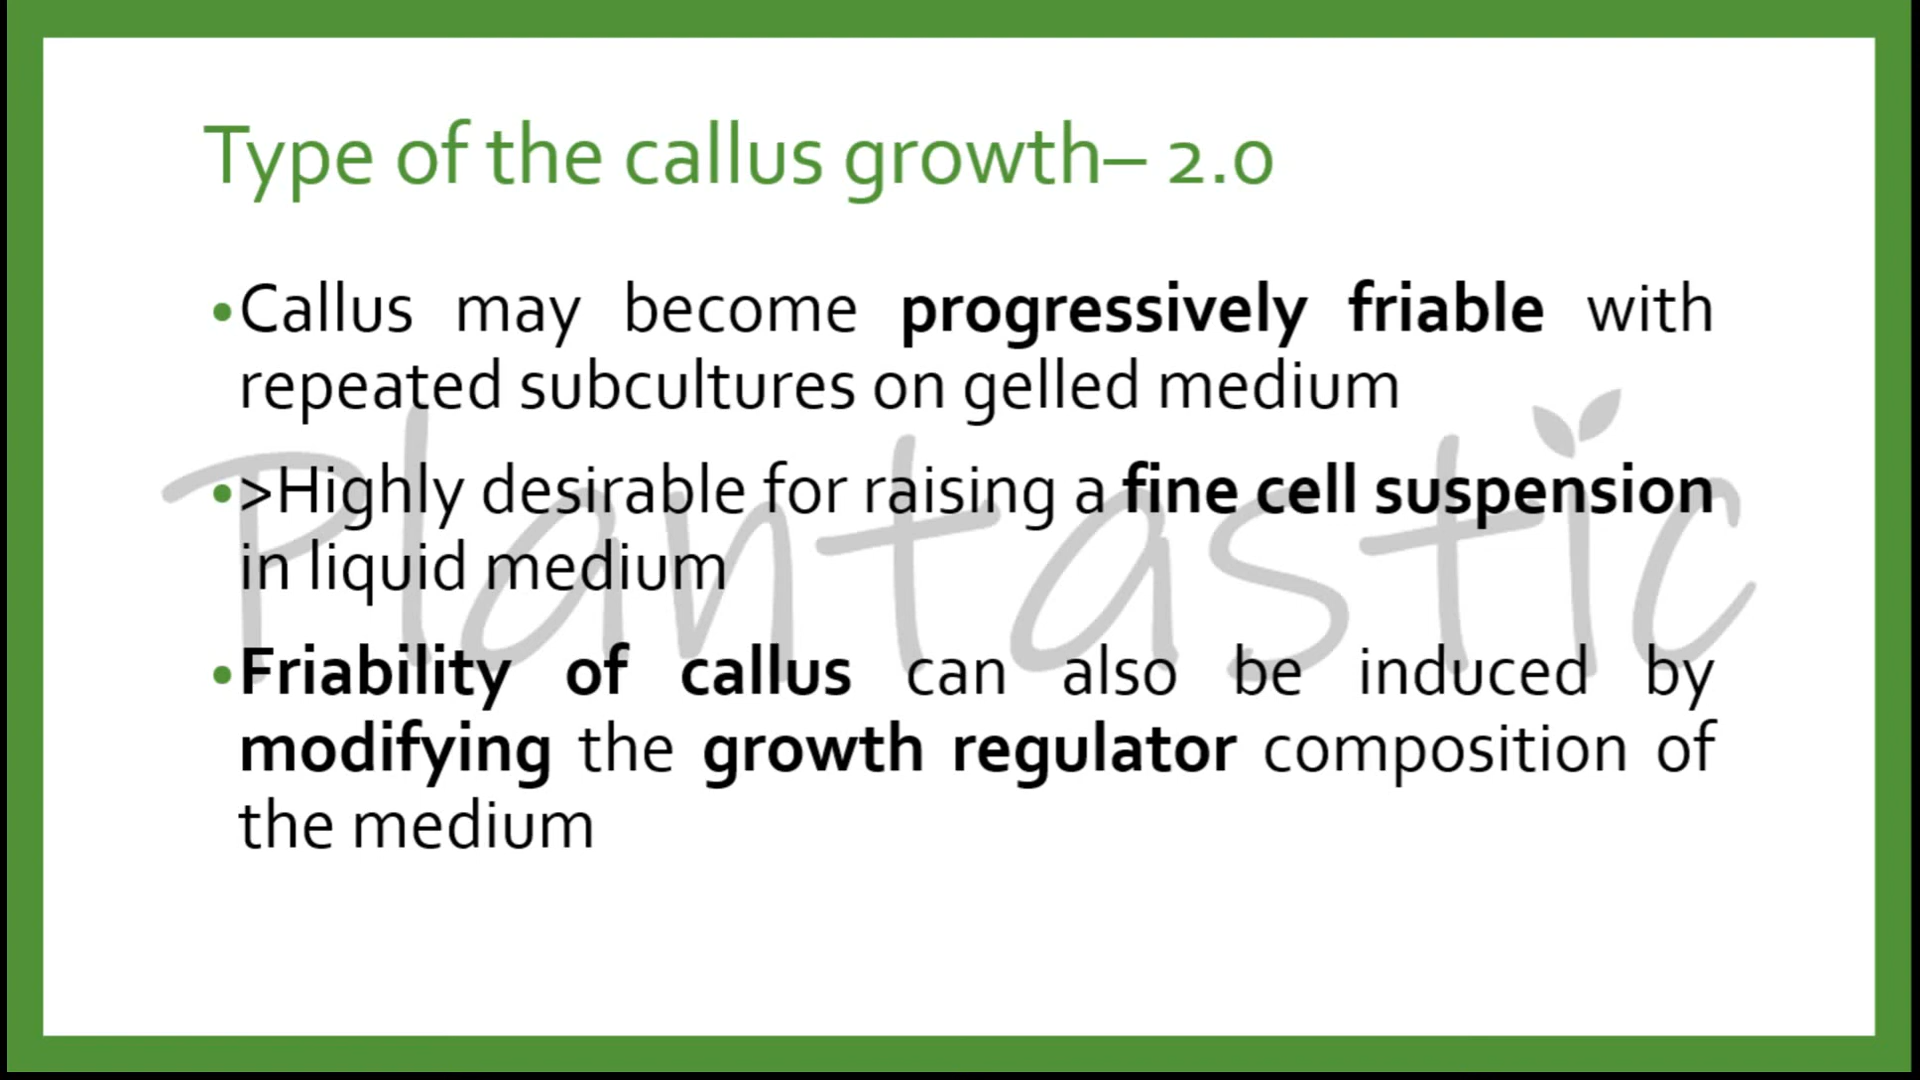 Type of the callus growth– 2.0
•Callus may become progressively friable with
repeated subcultures on gelled medium
•>Highly desirable for raising a fine cell suspension
in liquid medium
•Friability of callus can also be induced by
modifying the growth regulator composition of
the medium
Plantastic